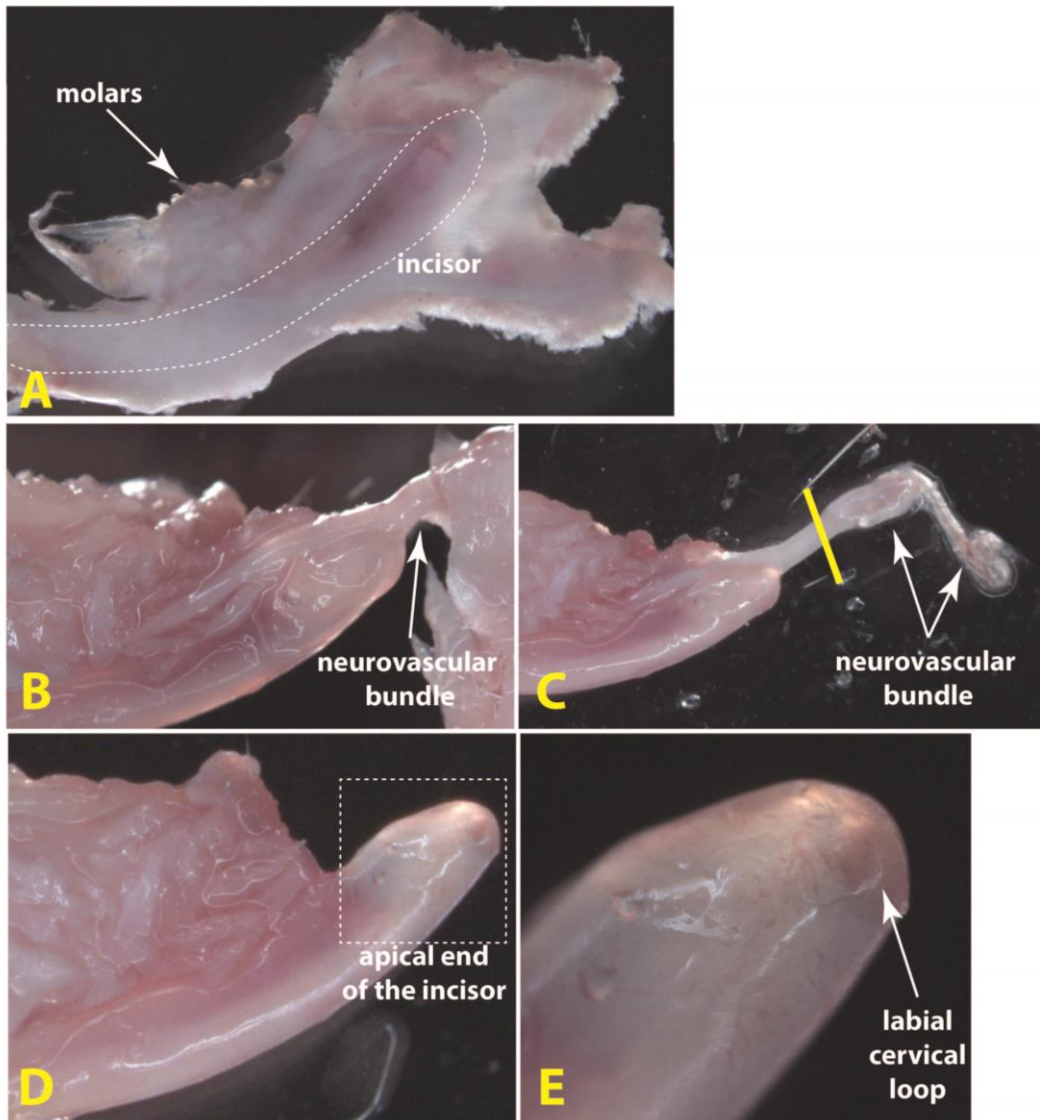 molars
incisor
A
neurovascular
bundle
B
neurovascular
bundle
C
apical end
of the incisor
D
labial
cervical
loop
E